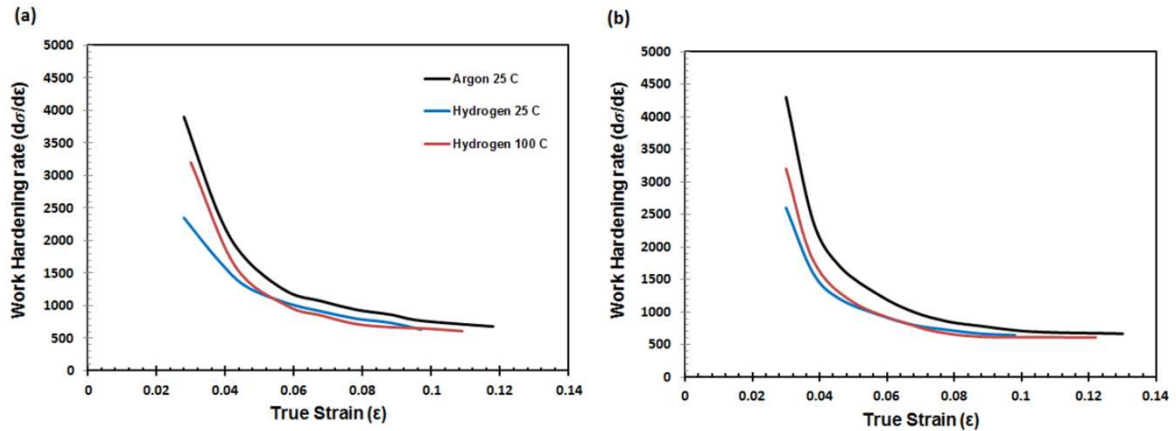 (a)
Work Hardening rate (dσ/dε)
5000
4500
4000
3500
3000
2500
2000
1500
1000
500
0
Argon 25 C
Hydrogen 25 C
Hydrogen 100 C
0 0.02 0.04 0.06 0.08 0.1 0.12 0.14
True Strain (ε)
(b)
Work Hardening rate (dσ/dε)
5000
4500
4000
3500
3000
2500
2000
1500
1000
500
0
0 0.02 0.04 0.06 0.08 0.1 0.12 0.14
True Strain (ε)